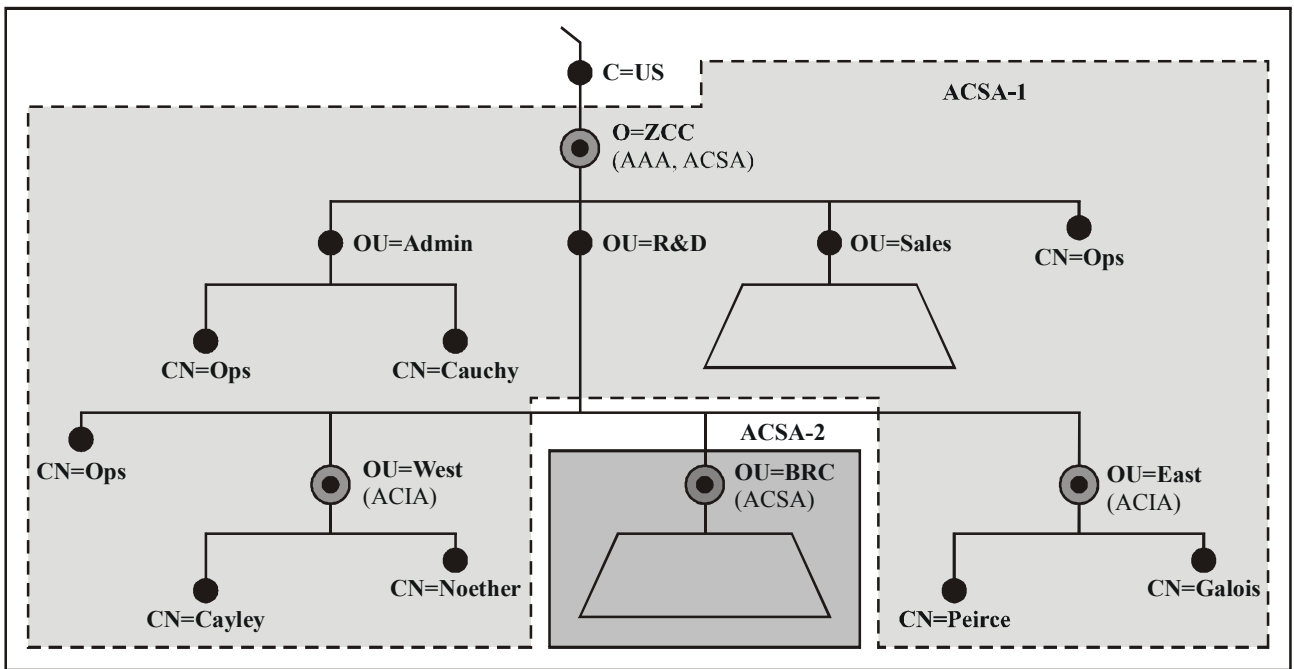 C=US
ACSA-1
O=ZCC
(AAA, ACSA)
OU=Admin
OU=R&D
OU=Sales
CN=Ops
CN=Ops
CN=Cauchy
ACSA-2
CN=Ops
OU=West
(ACIA)
OU=BRC
(ACSA)
OU=East
(ACIA)
CN=Cayley
CN=Noether
CN=Peirce
CN=Galois